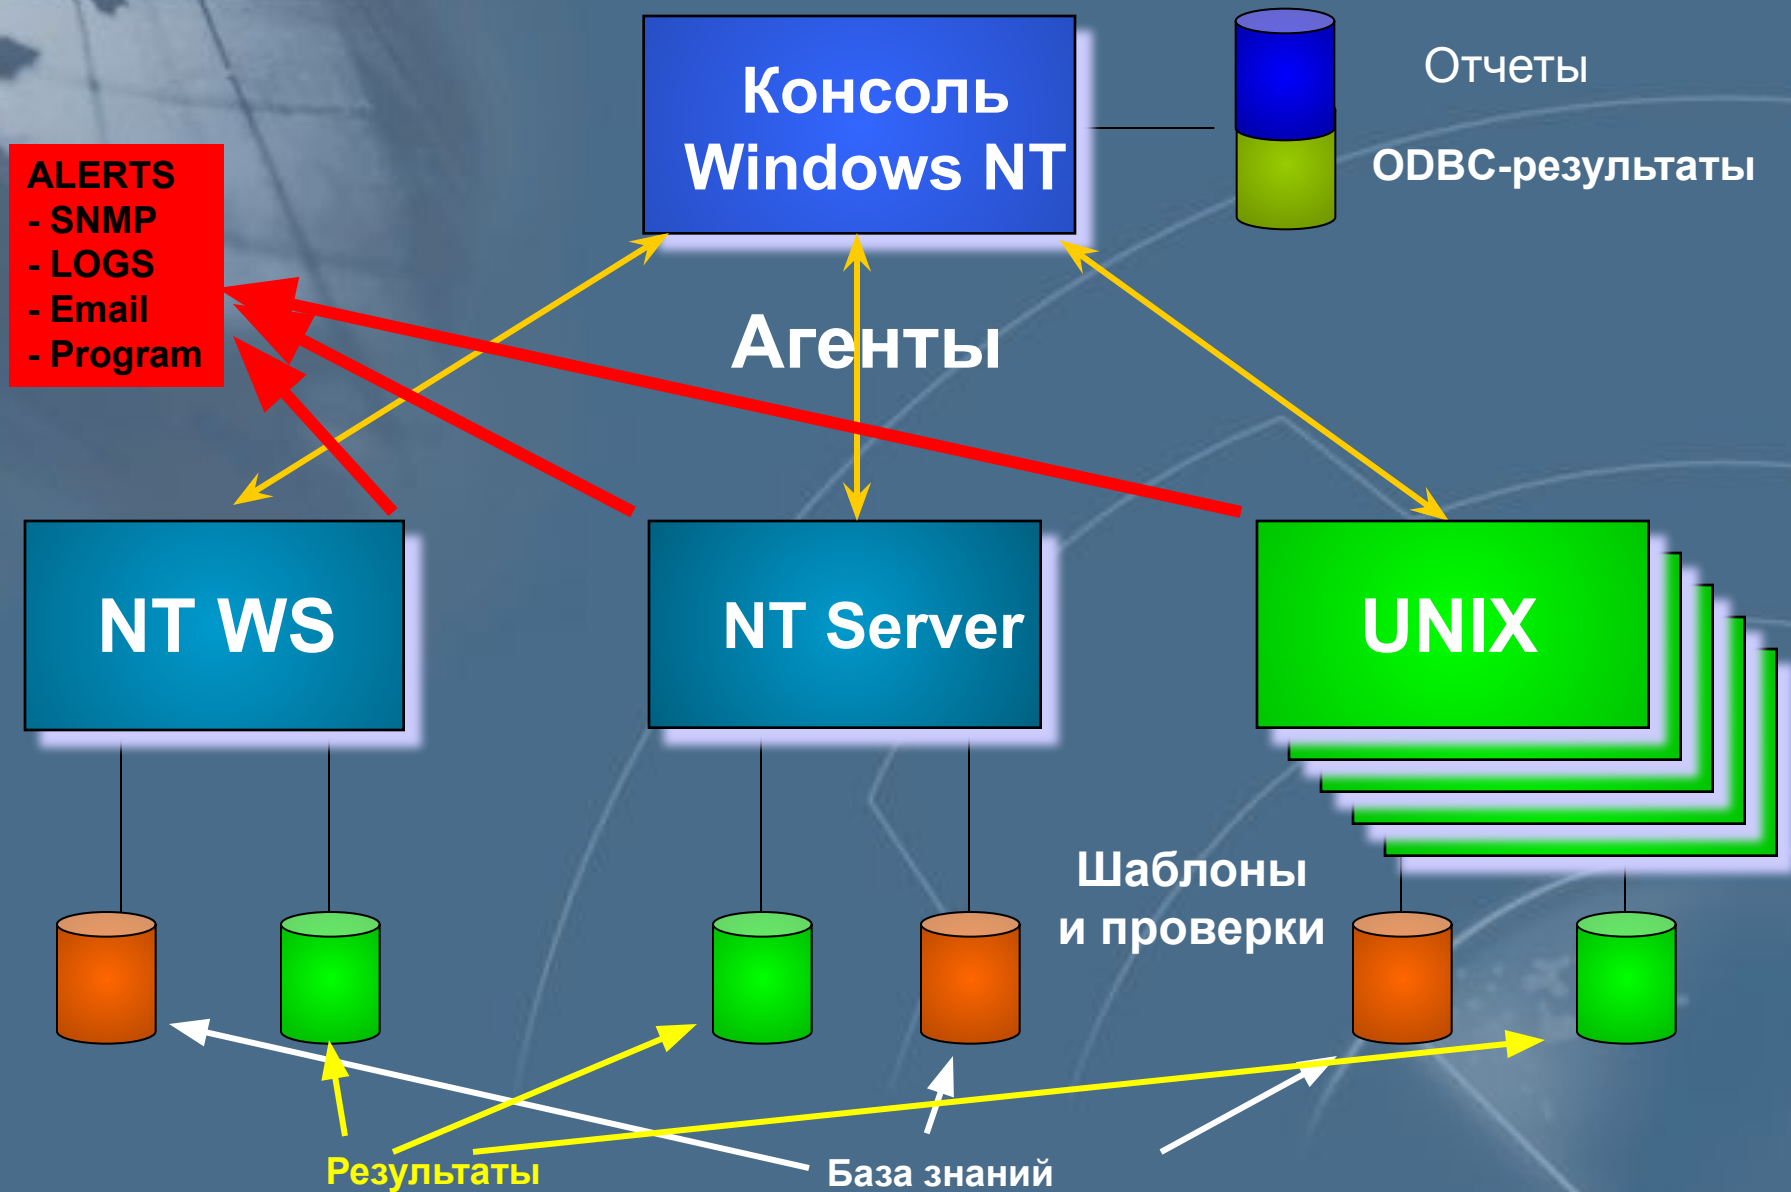 Консоль
Windows NT
Отчеты
ODBC-результаты
ALERTS
- SNMP
- LOGS
- Email
- Program
Агенты
NT WS
NT Server
UNIX
Шаблоны
и проверки
Результаты
База знаний